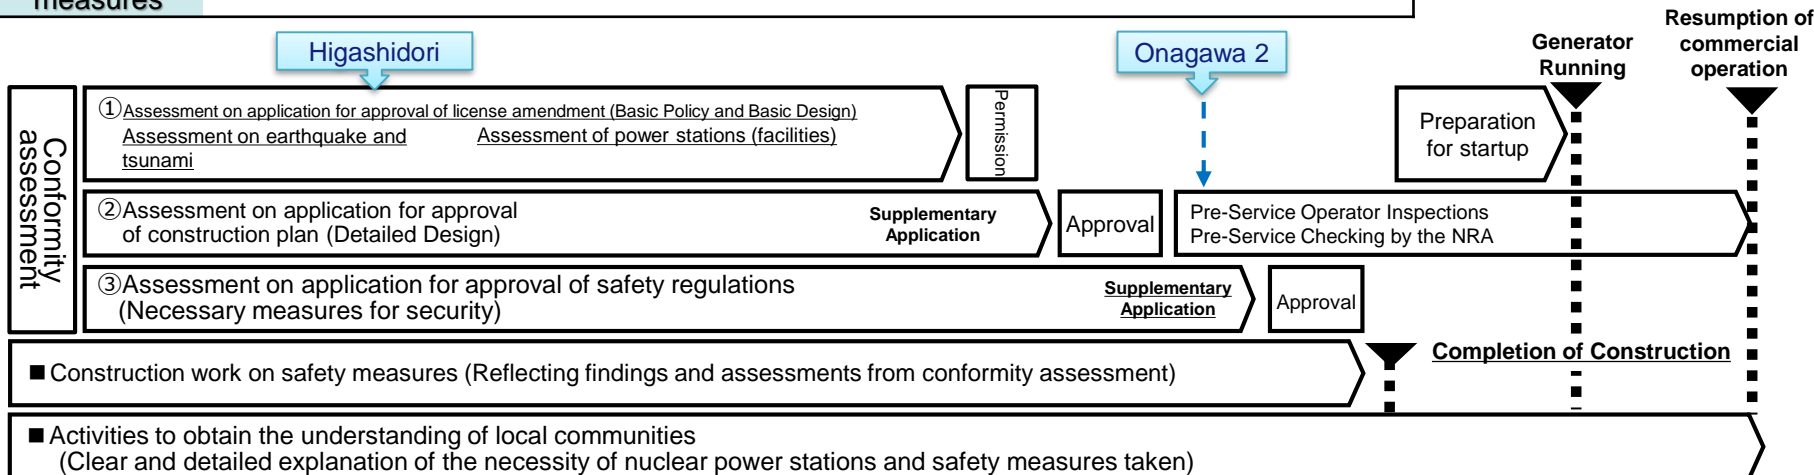 measures
Higashidori
Onagawa 2
Generator
Running
Resumption of
commercial
operation
Conformity
assessment
①Assessment on application for approval of license amendment (Basic Policy and Basic Design)
Assessment on earthquake and
tsunami
Assessment of power stations (facilities)
Permission
Preparation
for startup
②Assessment on application for approval
of construction plan (Detailed Design)
Supplementary
Application
Approval
Pre-Service Operator Inspections
Pre-Service Checking by the NRA
③Assessment on application for approval of safety regulations
(Necessary measures for security)
Supplementary
Application
Approval
■ Construction work on safety measures (Reflecting findings and assessments from conformity assessment)
Completion of Construction
■ Activities to obtain the understanding of local communities
(Clear and detailed explanation of the necessity of nuclear power stations and safety measures taken)